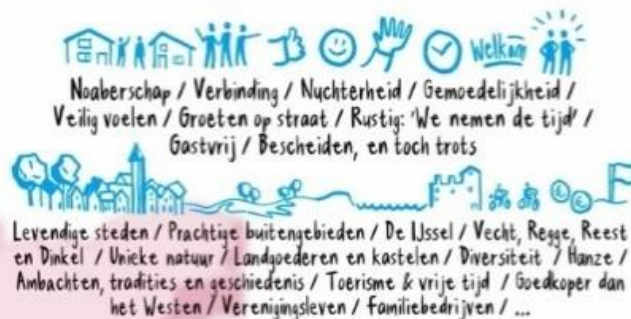 Welkom
Noaberschap / Verbinding / Nuchterheid / Gemoedelijkheid /
Veilig voelen / Groeten op straat / Rustig: 'We nemen de tijd' /
Gastvrij / Bescheiden, en toch trots
Levendige steden / Prachtige buitengebieden / De IJssel / Vecht, Regge, Reest
en Dinkel / Unieke natuur / Landgoederen en kastelen / Diversiteit / Hanze /
Ambachten, tradities en geschiedenis / Toerisme & vrije tijd / Goedkoper dan
het Westen / Verenigingsleven / Familiebedrijven / ...